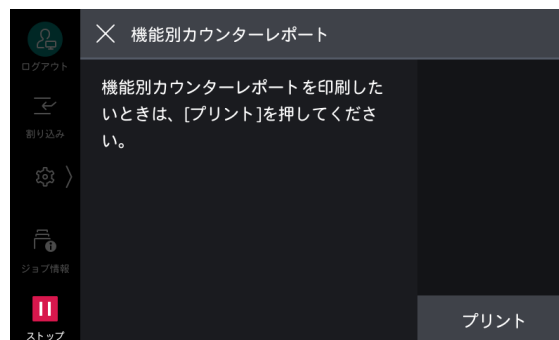 機能別カウンターレポート
ログアウト
機能別カウンターレポートを印刷した
いときは、[プリント]を押してくださ
い。
割り込み
ジョブ情報
ストップ
プリント